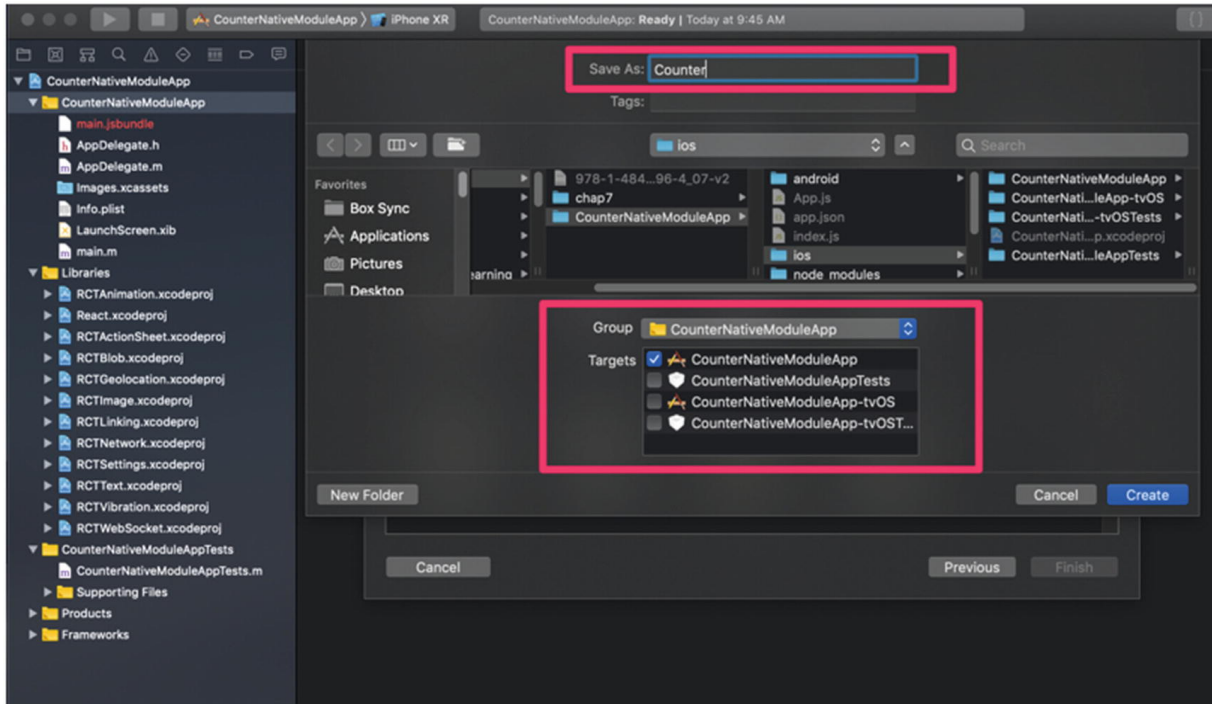 CounterNativeModuleApp
iPhone XR
CounterNativeModuleApp: Ready | Today at 9:45 AM
CounterNativeModuleApp
CounterNativeModuleApp
main.jsbundle
AppDelegate.h
AppDelegate.m
Images.xcassets
Info.plist
LaunchScreen.xib
main.m
Libraries
RCTAnimation.xcodeproj
React.xcodeproj
RCTActionSheet.xcodeproj
RCTBlob.xcodeproj
RCTGeolocation.xcodeproj
RCTImage.xcodeproj
RCTLinking.xcodeproj
RCTNetwork.xcodeproj
RCTSettings.xcodeproj
RCTText.xcodeproj
RCTVibration.xcodeproj
RCTWebSocket.xcodeproj
CounterNativeModuleAppTests
CounterNativeModuleAppTests.m
Supporting Files
Products
Frameworks
Save As: Counter
Tags:
ios
Search
Favorites
Box Sync
Applications
Pictures
Desktop
earning
978-1-484...96-4_07-v2
chap7
CounterNativeModuleApp
android
App.js
app.json
index.js
ios
node modules
CounterNativeModuleApp
CounterNati...leApp-tvOS
CounterNati...-tvOSTests
CounterNati...p.xcodeproj
CounterNati...leAppTests
Group CounterNativeModuleApp
Targets CounterNativeModuleApp
CounterNativeModuleAppTests
CounterNativeModuleApp-tvOS
CounterNativeModuleApp-tvOST...
New Folder
Cancel
Create
Cancel
Previous
Finish